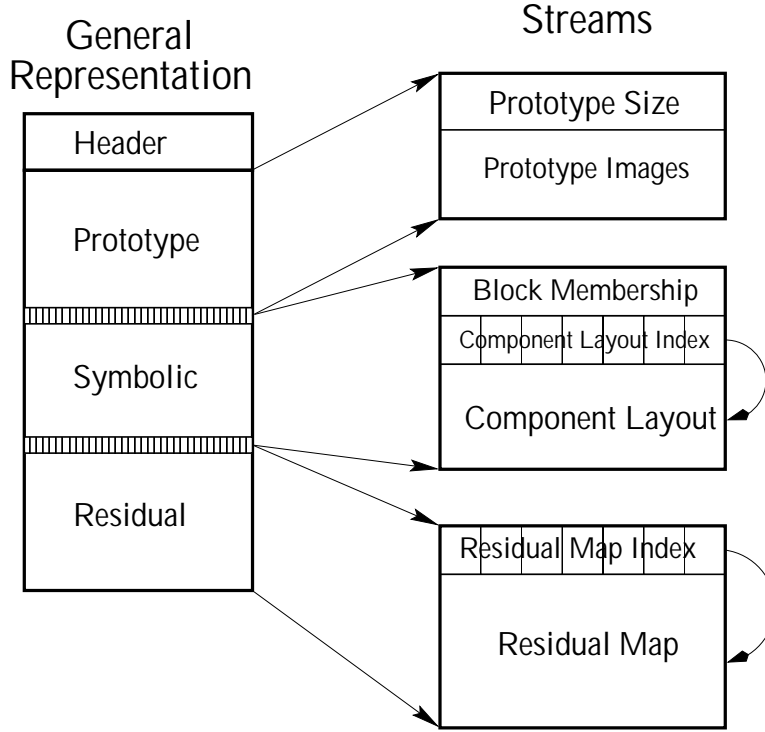 General
Representation
Header
Prototype
Symbolic
Residual
Streams
Prototype Size
Prototype Images
Block Membership
Component Layout Index
Component Layout
Residual Map Index
Residual Map